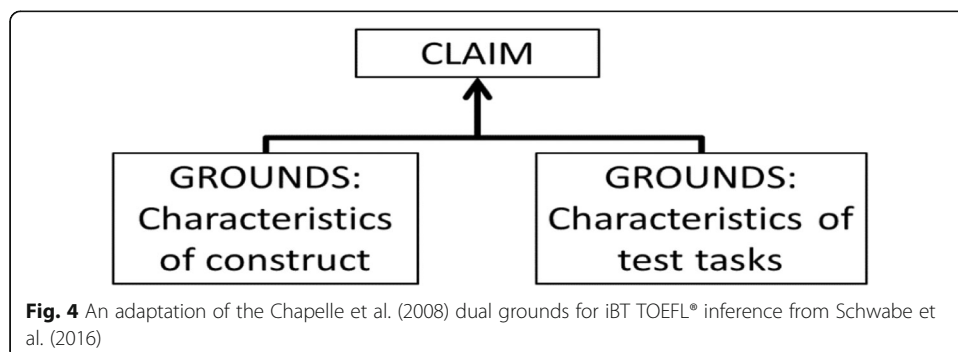 CLAIM
GROUNDS:
Characteristics
of construct
GROUNDS:
Characteristics of
test tasks
Fig. 4 An adaptation of the Chapelle et al. (2008) dual grounds for iBT TOEFL® inference from Schwabe et
al. (2016)